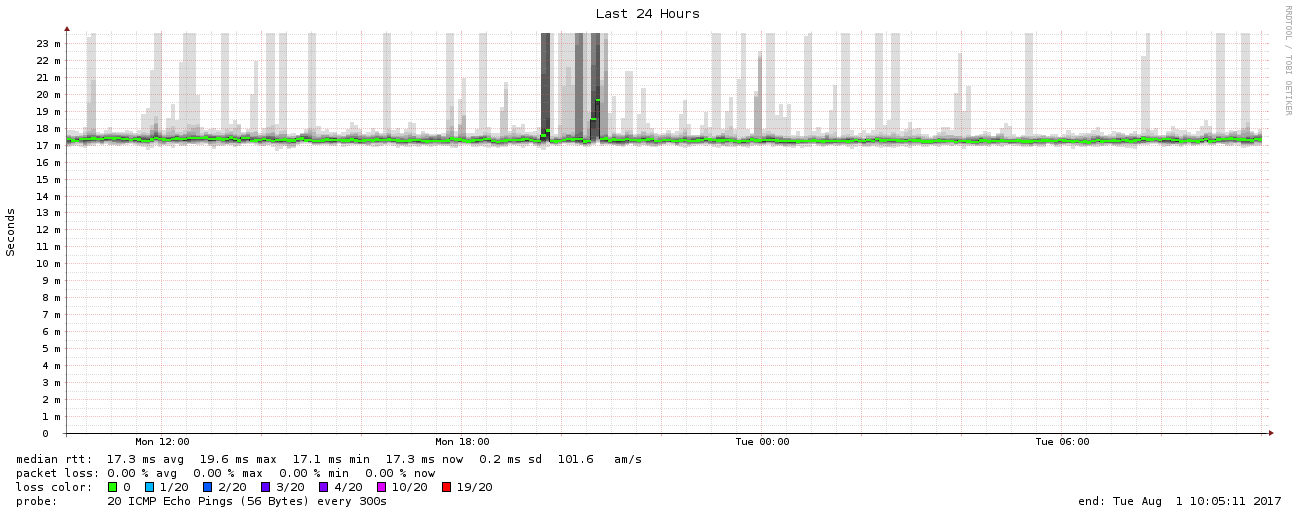 Last 24 Hours
RRDTOOL / TOBI OETIKER
Seconds
23 m
22 m
21 m
20 m
19 m
18 m
17 m
16 m
15 m
14 m
13 m
12 m
11 m
10 m
9 m
8 m
7 m
6 m
5 m
4 m
3 m
2 m
1 m
0
Mon 12:00 Mon 18:00 Tue 00:00 Tue 06:00
median rtt: 17.3 ms avg 19.6 ms max 17.1 ms min 17.3 ms now 0.2 ms sd 101.6 am/s
packet loss: 0.00 % avg 0.00 % max 0.00 % min 0.00 % now
loss color: 0 1/20 2/20 3/20 4/20 10/20 19/20
probe: 20 ICMP Echo Pings (56 Bytes) every 300s end: Tue Aug 1 10:05:11 2017